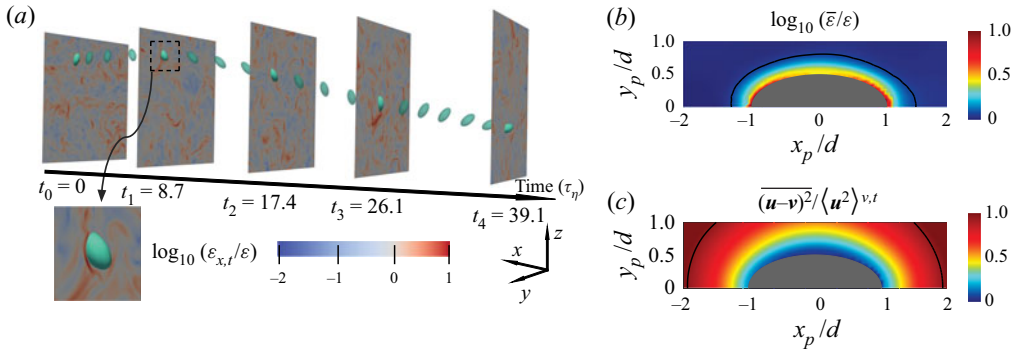 (a)
t0 = 0
t1 = 8.7
t2 = 17.4
t3 = 26.1
t4 = 39.1
Time (τη)
log10 (εx,t/ε)
−2 −1 0 1
x
y
z
(b)
log10 (ε̅/ε)
yp/d
1.0
0.5
0
−2 −1 0 1 2
xp/d
1.0
0.5
0
(c)
(u–v)²/⟨u²⟩v,t
yp/d
1.0
0.5
0
−2 −1 0 1 2
xp/d
1.0
0.5
0